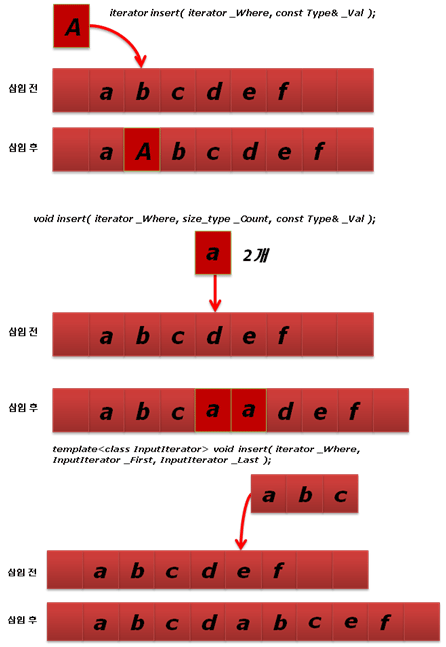 iterator insert( iterator _Where, const Type& _Val );
A
삽입 전 a b c d e f
삽입 후 a A b c d e f
void insert( iterator _Where, size_type _Count, const Type& _Val );
a 2개
삽입 전 a b c d e f
삽입 후 a b c a a d e f
template<class InputIterator> void insert( iterator _Where,
InputIterator _First, InputIterator _Last );
a b c
삽입 전 a b c d e f
삽입 후 a b c d a b c e f